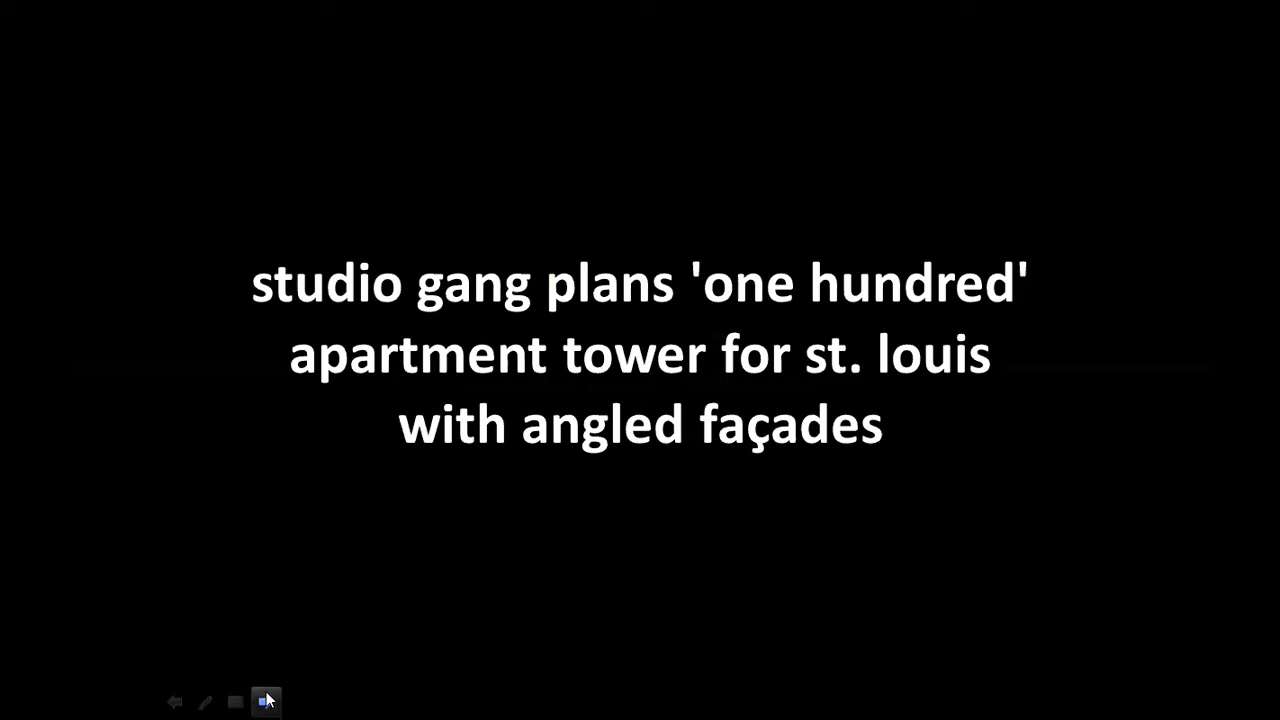 studio gang plans 'one hundred'
apartment tower for st. louis
with angled façades